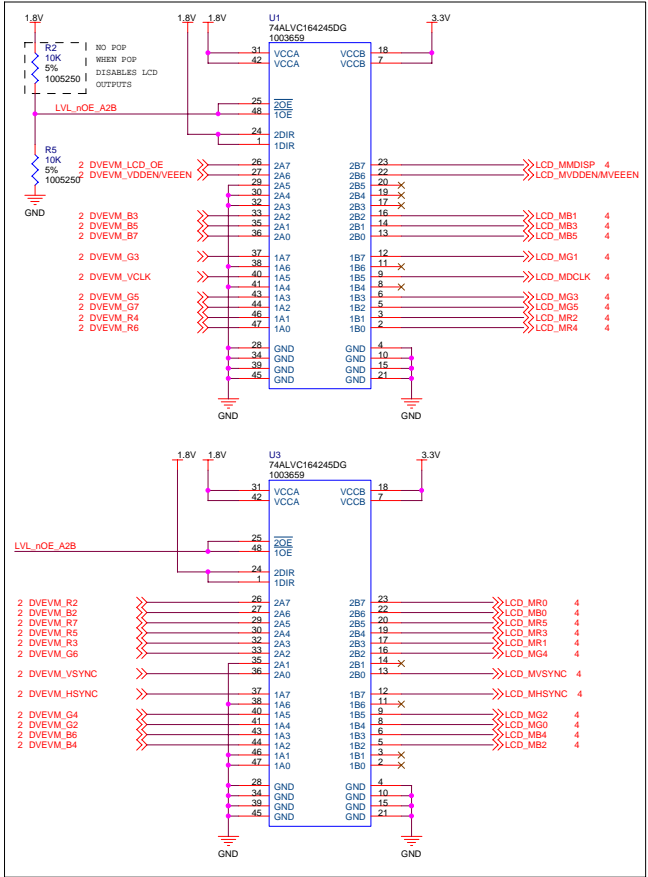 1.8V 1.8V U1 3.3V
74ALVC164245DG
1003659
R2 NO POP
10K WHEN POP
5% DISABLES LCD
1005250 OUTPUTS
31 VCCA VCCB 18
42 VCCA VCCB 7
LVL_nOE_A2B
25 2OE
48 1OE
24 2DIR
1 1DIR
R5
10K
5%
1005250
GND
2 DVEVM_LCD_OE 26 2A7 2B7 23 LCD_MMDISP 4
2 DVEVM_VDDEN/VEEEN 27 2A6 2B6 22 LCD_MVDDEN/MVEEEN
29 2A5 2B5 20
30 2A4 2B4 19
32 2A3 2B3 17
2 DVEVM_B3 33 2A2 2B2 16 LCD_MB1 4
2 DVEVM_B5 35 2A1 2B1 14 LCD_MB3 4
2 DVEVM_B7 36 2A0 2B0 13 LCD_MB5 4
2 DVEVM_G3 37 1A7 1B7 12 LCD_MG1 4
38 1A6 1B6 11
2 DVEVM_VCLK 40 1A5 1B5 9 LCD_MDCLK 4
41 1A4 1B4 8
2 DVEVM_G5 43 1A3 1B3 6 LCD_MG3 4
2 DVEVM_G7 44 1A2 1B2 5 LCD_MG5 4
2 DVEVM_R4 46 1A1 1B1 3 LCD_MR2 4
2 DVEVM_R6 47 1A0 1B0 2 LCD_MR4 4
28 GND GND 4
34 GND GND 10
39 GND GND 15
45 GND GND 21
GND GND
1.8V 1.8V U3 3.3V
74ALVC164245DG
1003659
31 VCCA VCCB 18
42 VCCA VCCB 7
LVL_nOE_A2B
25 2OE
48 1OE
24 2DIR
1 1DIR
2 DVEVM_R2 26 2A7 2B7 23 LCD_MR0 4
2 DVEVM_B2 27 2A6 2B6 22 LCD_MB0 4
2 DVEVM_R7 29 2A5 2B5 20 LCD_MR5 4
2 DVEVM_R5 30 2A4 2B4 19 LCD_MR3 4
2 DVEVM_R3 32 2A3 2B3 17 LCD_MR1 4
2 DVEVM_G6 33 2A2 2B2 16 LCD_MG4 4
35 2A1 2B1 14
2 DVEVM_VSYNC 36 2A0 2B0 13 LCD_MVSYNC 4
2 DVEVM_HSYNC 37 1A7 1B7 12 LCD_MHSYNC 4
38 1A6 1B6 11
2 DVEVM_G4 40 1A5 1B5 9 LCD_MG2 4
2 DVEVM_G2 41 1A4 1B4 8 LCD_MG0 4
2 DVEVM_B6 43 1A3 1B3 6 LCD_MB4 4
2 DVEVM_B4 44 1A2 1B2 5 LCD_MB2 4
46 1A1 1B1 3
47 1A0 1B0 2
28 GND GND 4
34 GND GND 10
39 GND GND 15
45 GND GND 21
GND GND